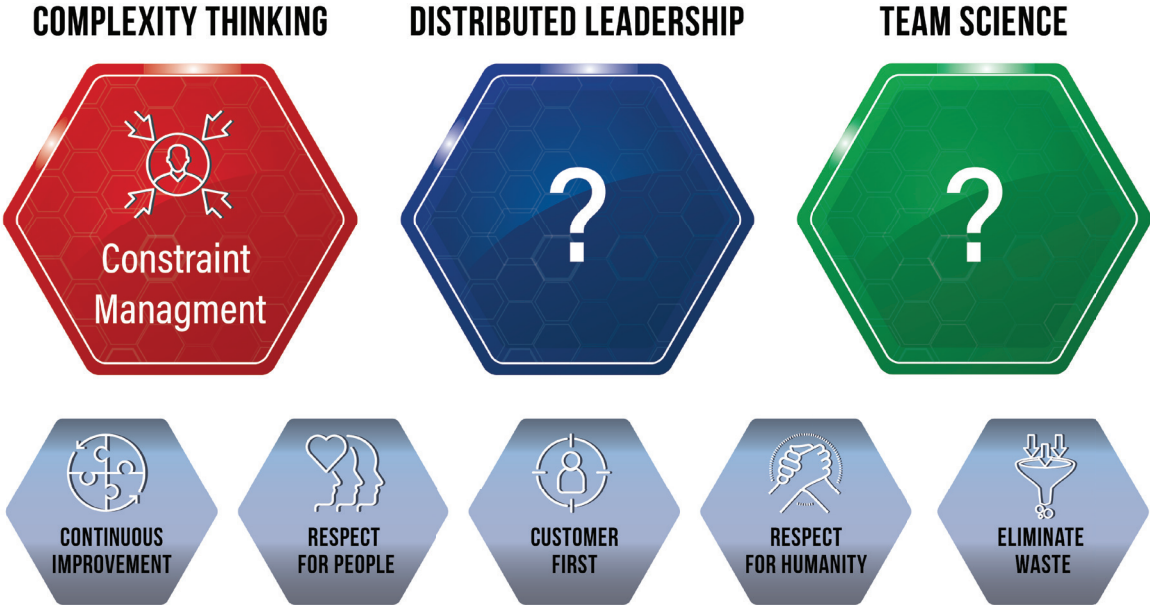 COMPLEXITY THINKING
DISTRIBUTED LEADERSHIP
TEAM SCIENCE
Constraint
Managment
?
?
CONTINUOUS
IMPROVEMENT
RESPECT
FOR PEOPLE
CUSTOMER
FIRST
RESPECT
FOR HUMANITY
ELIMINATE
WASTE